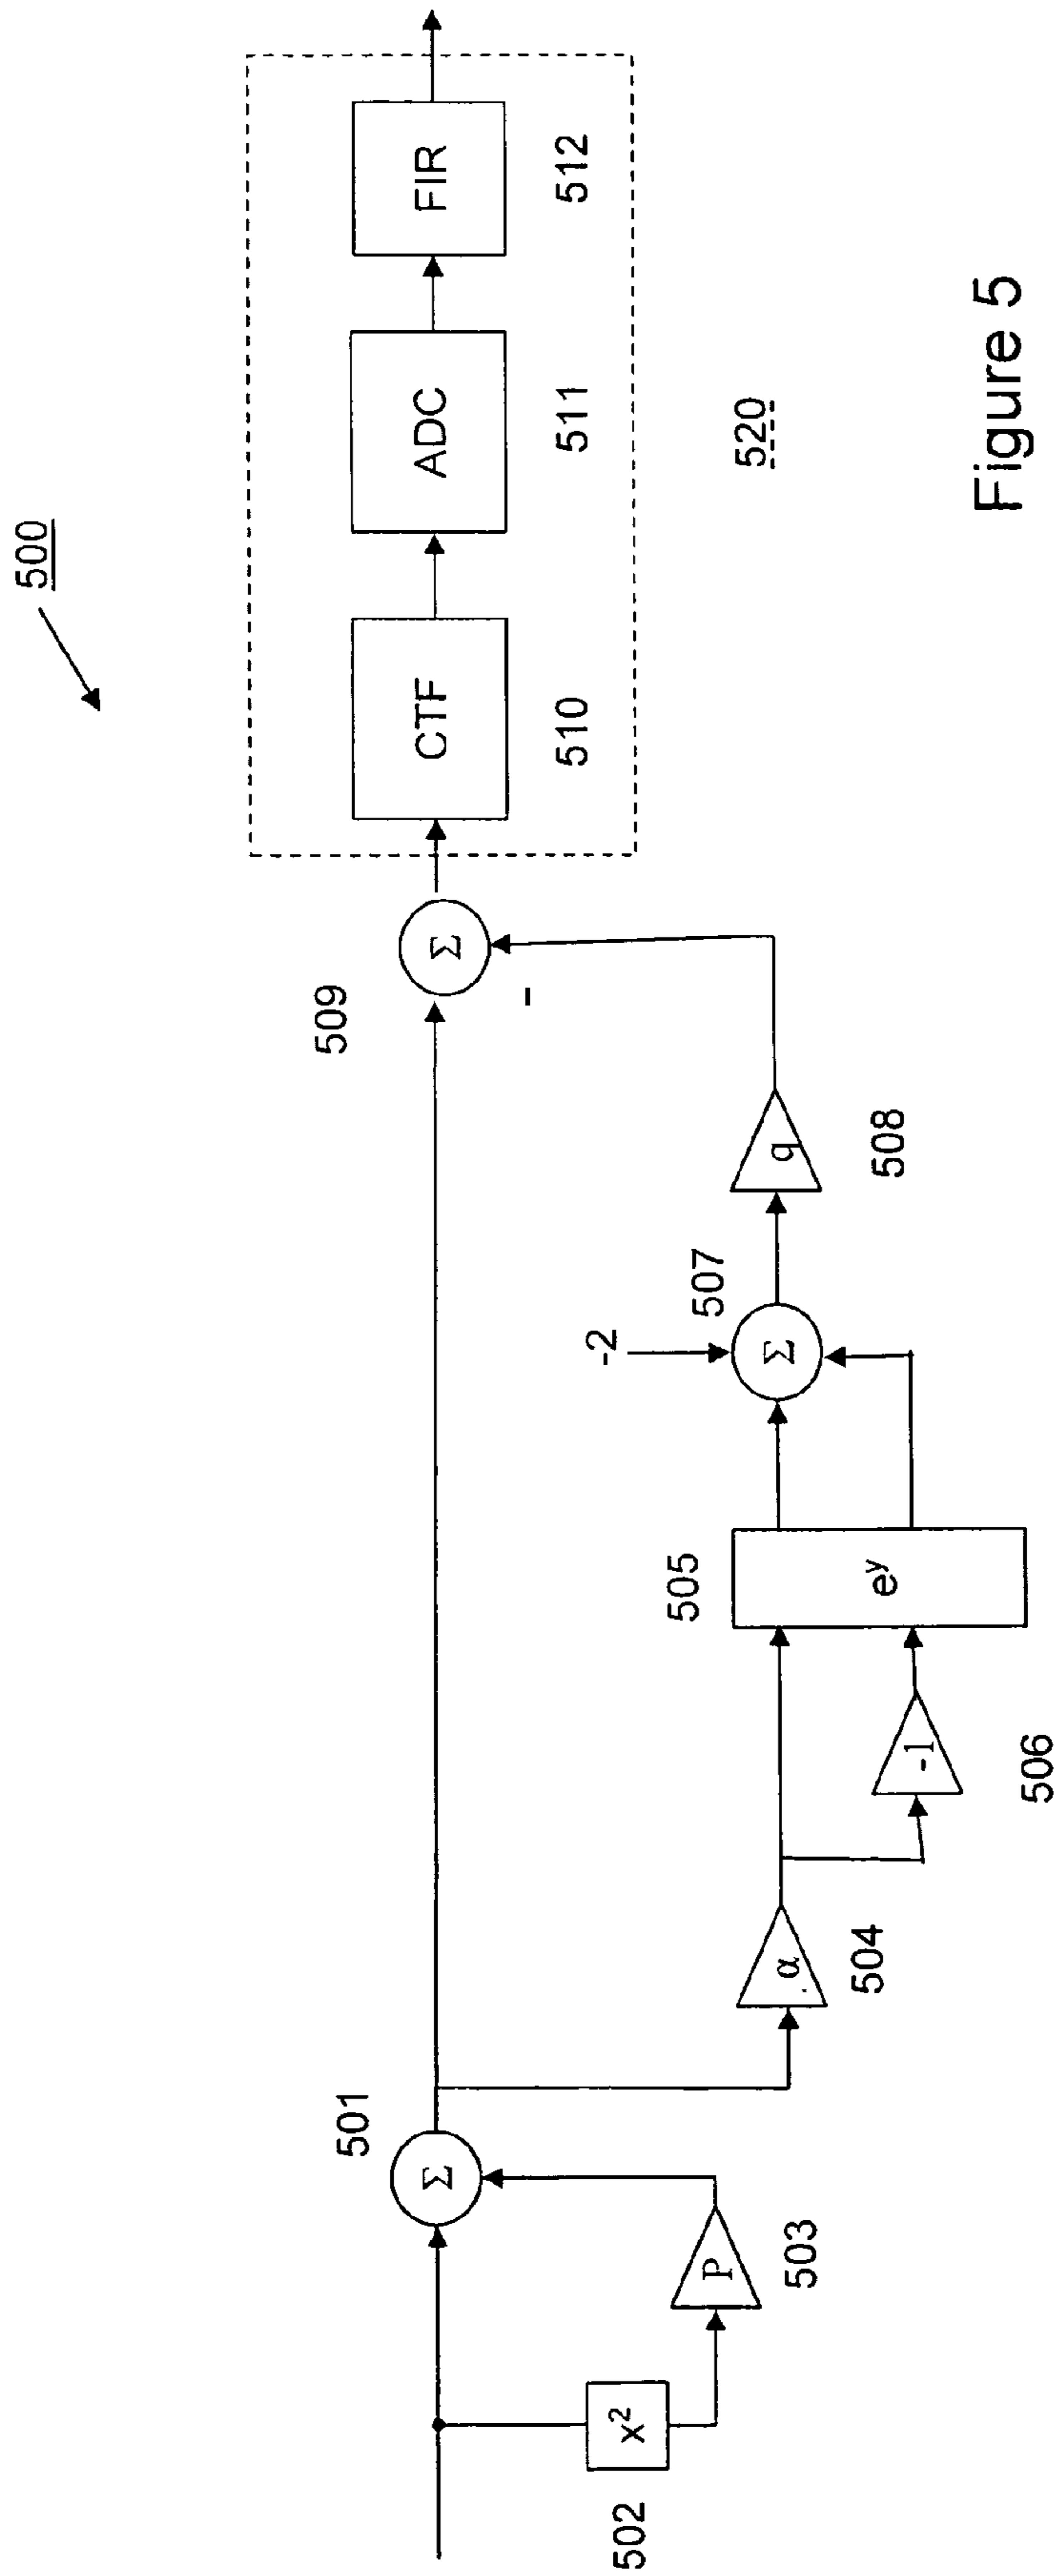 500
501
509
Σ
Σ
CTF
ADC
FIR
510
511
512
x²
502
P
503
-2
507
505
520
α
504
e^y
Σ
q
508
-1
506
Figure 5